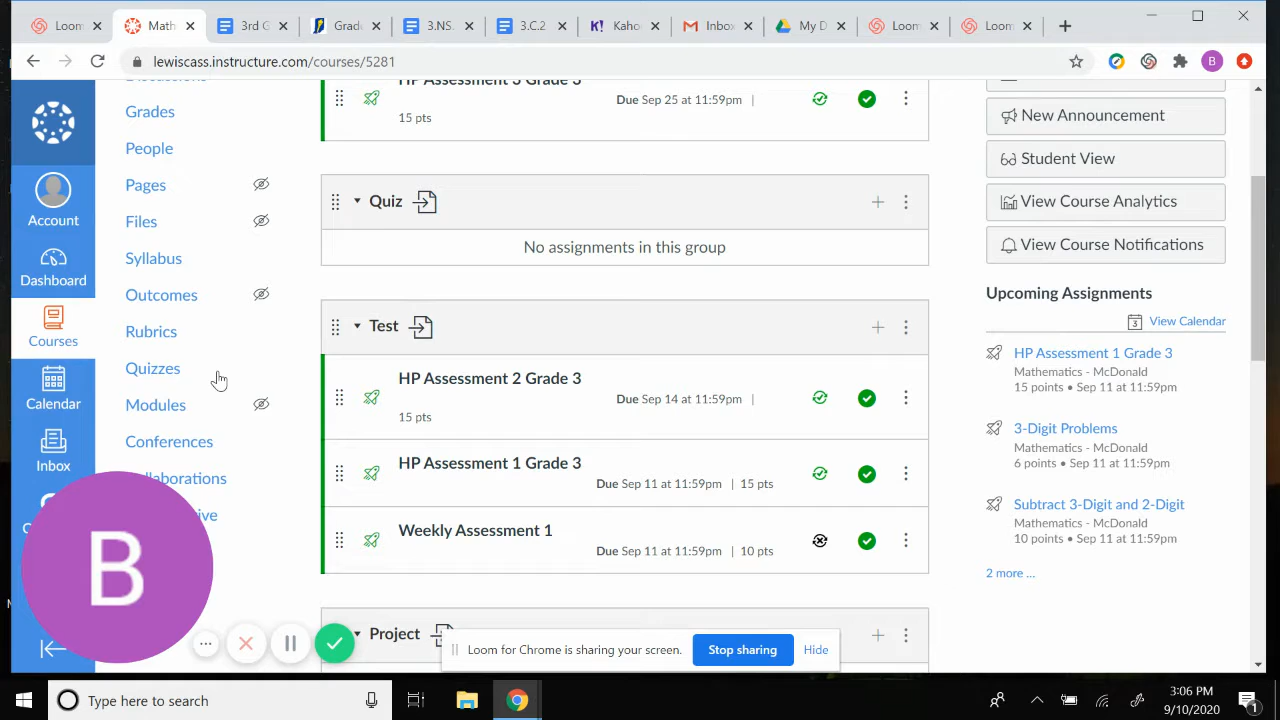 Loom
Math
3rd G
Grade
3.NS.
3.C.2
Kaho
Inbox
My D
Loom
Loom
lewiscass.instructure.com/courses/5281
B
Discussions
Grades
People
Pages
Files
Syllabus
Outcomes
Rubrics
Quizzes
Modules
Conferences
llaborations
ive
Account
Dashboard
Courses
Calendar
Inbox
B
HP Assessment 3 Grade 3
Due Sep 25 at 11:59pm |
15 pts
Quiz
No assignments in this group
Test
HP Assessment 2 Grade 3
Due Sep 14 at 11:59pm |
15 pts
HP Assessment 1 Grade 3
Due Sep 11 at 11:59pm | 15 pts
Weekly Assessment 1
Due Sep 11 at 11:59pm | 10 pts
Project
New Announcement
Student View
View Course Analytics
View Course Notifications
Upcoming Assignments
3 View Calendar
HP Assessment 1 Grade 3
Mathematics - McDonald
15 points • Sep 11 at 11:59pm
3-Digit Problems
Mathematics - McDonald
6 points • Sep 11 at 11:59pm
Subtract 3-Digit and 2-Digit
Mathematics - McDonald
10 points • Sep 11 at 11:59pm
2 more ...
Loom for Chrome is sharing your screen.
Stop sharing
Hide
Type here to search
3:06 PM
9/10/2020
1